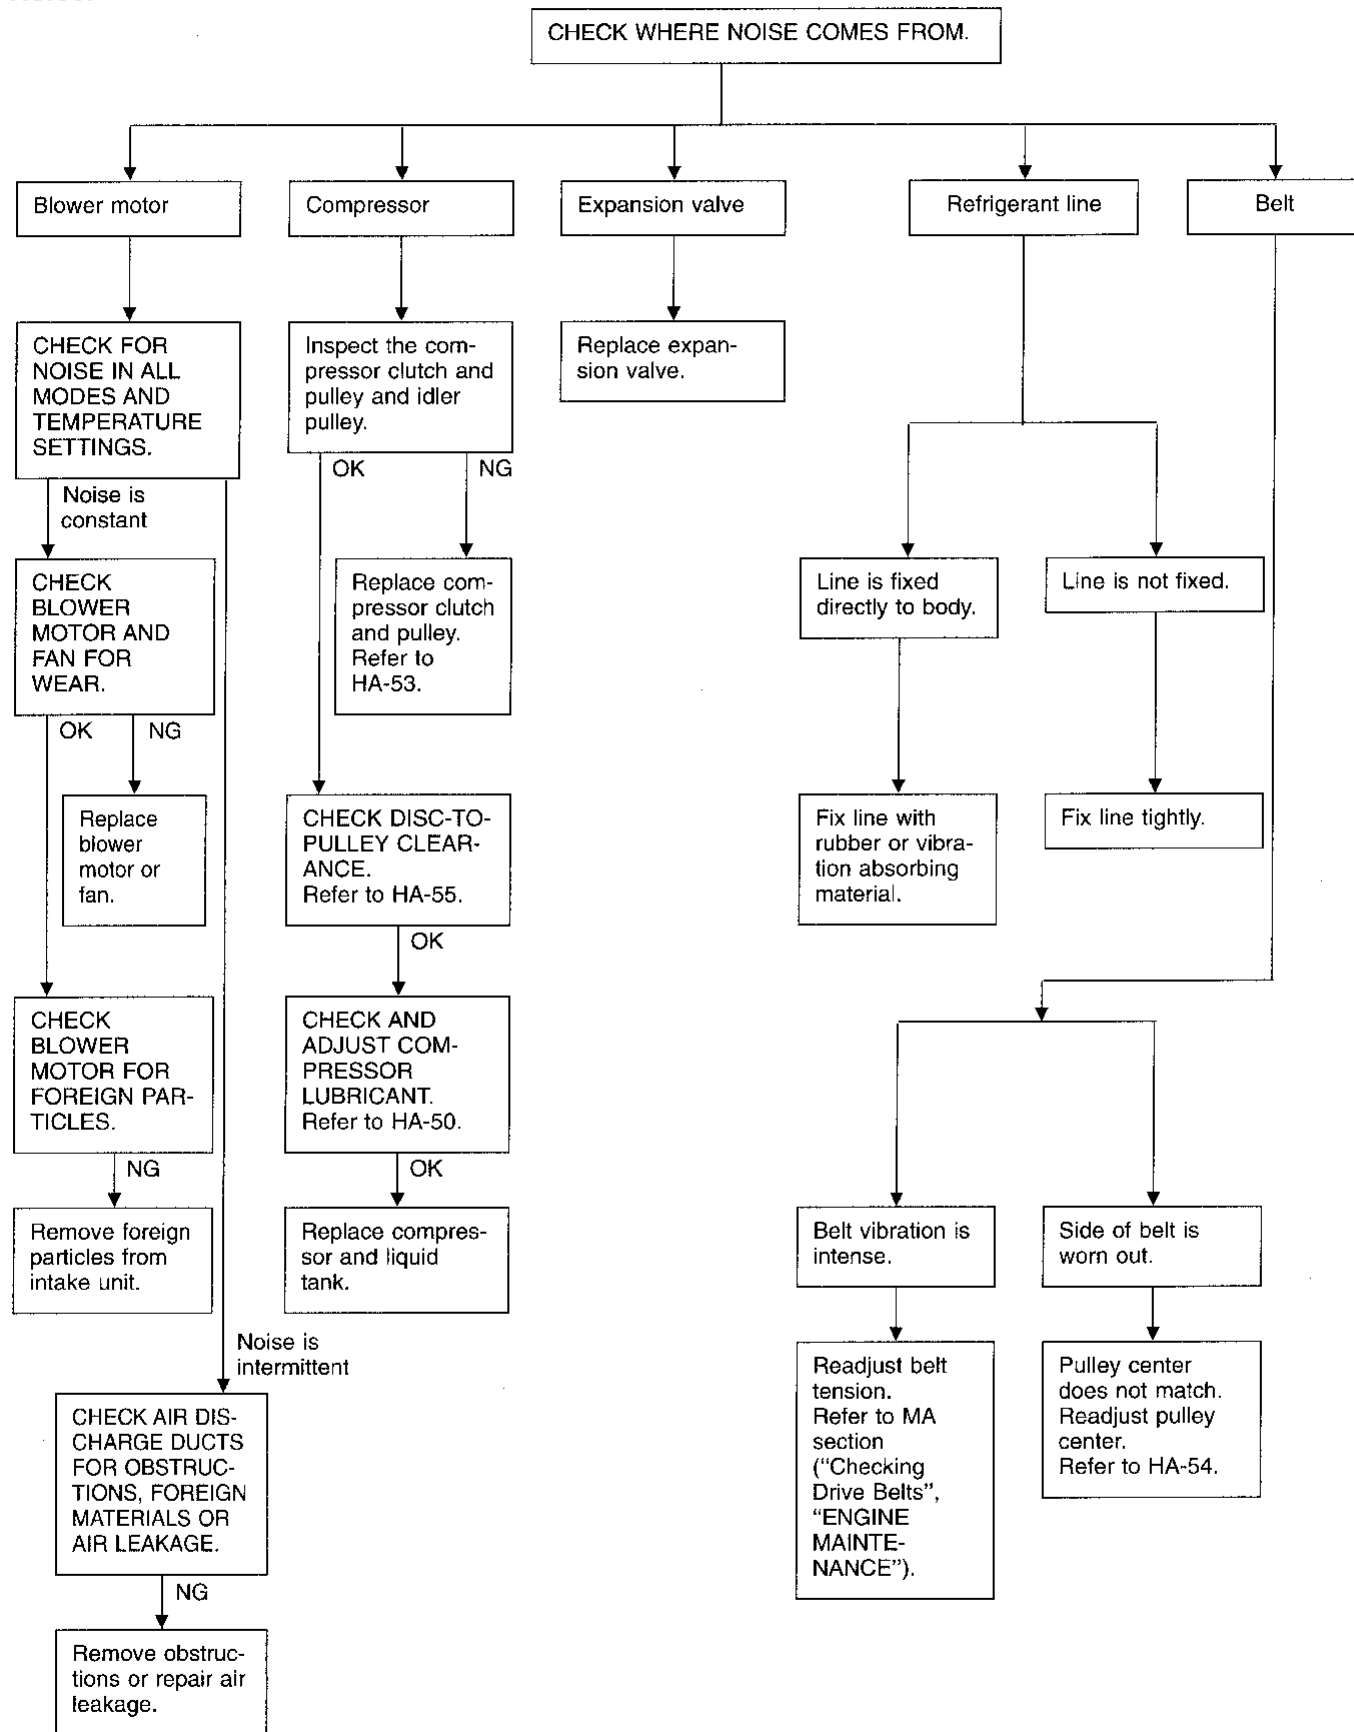 CHECK WHERE NOISE COMES FROM.
Blower motor
Compressor
Expansion valve
Refrigerant line
Belt
CHECK FOR
NOISE IN ALL
MODES AND
TEMPERATURE
SETTINGS.
Inspect the com-
pressor clutch and
pulley and idler
pulley.
Replace expan-
sion valve.
OK
NG
Noise is
constant
CHECK
BLOWER
MOTOR AND
FAN FOR
WEAR.
Replace com-
pressor clutch
and pulley.
Refer to
HA-53.
Line is fixed
directly to body.
Line is not fixed.
OK
NG
Replace
blower
motor or
fan.
CHECK DISC-TO-
PULLEY CLEAR-
ANCE.
Refer to HA-55.
Fix line with
rubber or vibra-
tion absorbing
material.
Fix line tightly.
OK
CHECK
BLOWER
MOTOR FOR
FOREIGN PAR-
TICLES.
CHECK AND
ADJUST COM-
PRESSOR
LUBRICANT.
Refer to HA-50.
NG
OK
Remove foreign
particles from
intake unit.
Replace compres-
sor and liquid
tank.
Belt vibration is
intense.
Side of belt is
worn out.
Noise is
intermittent
Readjust belt
tension.
Refer to MA
section
(“Checking
Drive Belts”,
“ENGINE
MAINTE-
NANCE”).
Pulley center
does not match.
Readjust pulley
center.
Refer to HA-54.
CHECK AIR DIS-
CHARGE DUCTS
FOR OBSTRUC-
TIONS, FOREIGN
MATERIALS OR
AIR LEAKAGE.
NG
Remove obstruc-
tions or repair air
leakage.